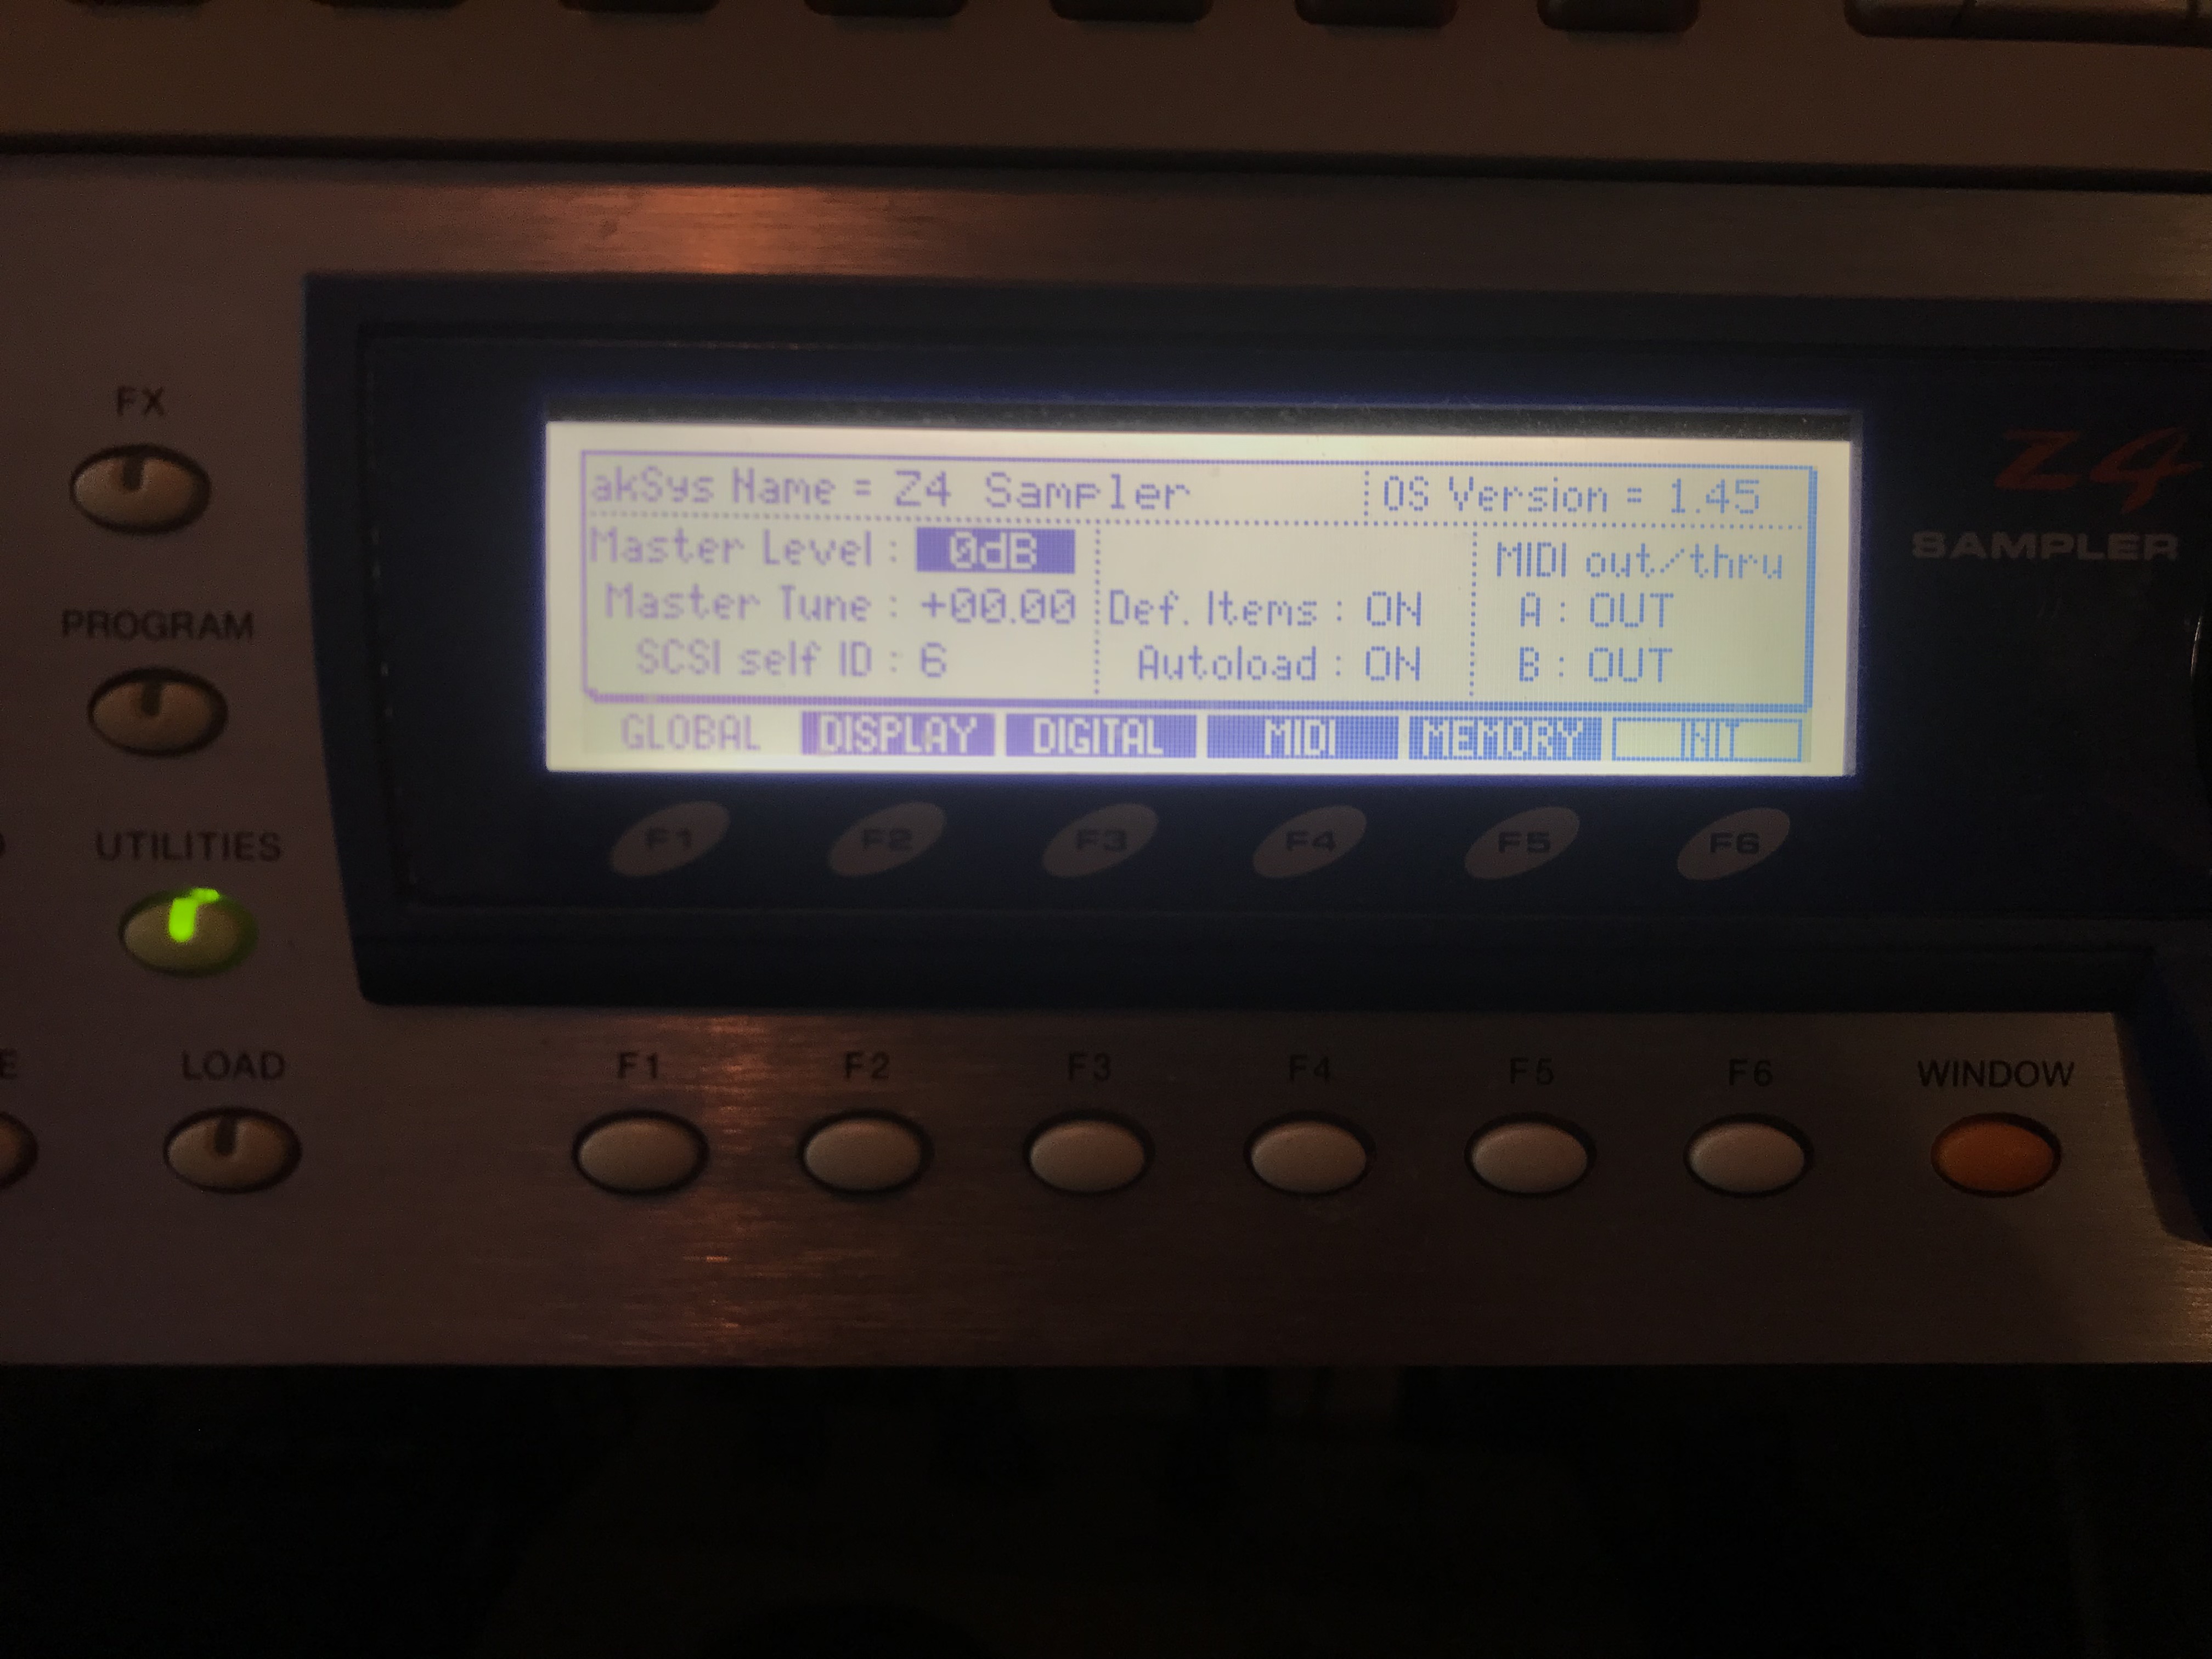 FX
PROGRAM
UTILITIES
LOAD
akSys Name = Z4 Sampler
OS Version = 1.45
Master Level : 0dB
MIDI out/thru
Master Tune : +00.00
Def. Items : ON
A : OUT
SCSI self ID : 6
Autoload : ON
B : OUT
GLOBAL DISPLAY DIGITAL MIDI MEMORY INIT
F1 F2 F3 F4 F5 F6
Z4
SAMPLER
F1 F2 F3 F4 F5 F6 WINDOW